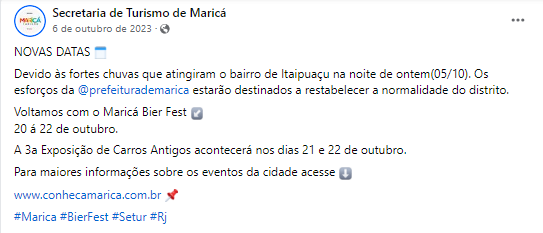 MARICÁ
Secretaria de Turismo de Maricá
6 de outubro de 2023 ·
NOVAS DATAS 🗓️
Devido às fortes chuvas que atingiram o bairro de Itaipuaçu na noite de ontem(05/10). Os
esforços da @prefeiturademarica estarão destinados a restabelecer a normalidade do distrito.
Voltamos com o Maricá Bier Fest ↙️
20 á 22 de outubro.
A 3a Exposição de Carros Antigos acontecerá nos dias 21 e 22 de outubro.
Para maiores informações sobre os eventos da cidade acesse ⬇️
www.conhecamarica.com.br 📌
#Marica #BierFest #Setur #Rj